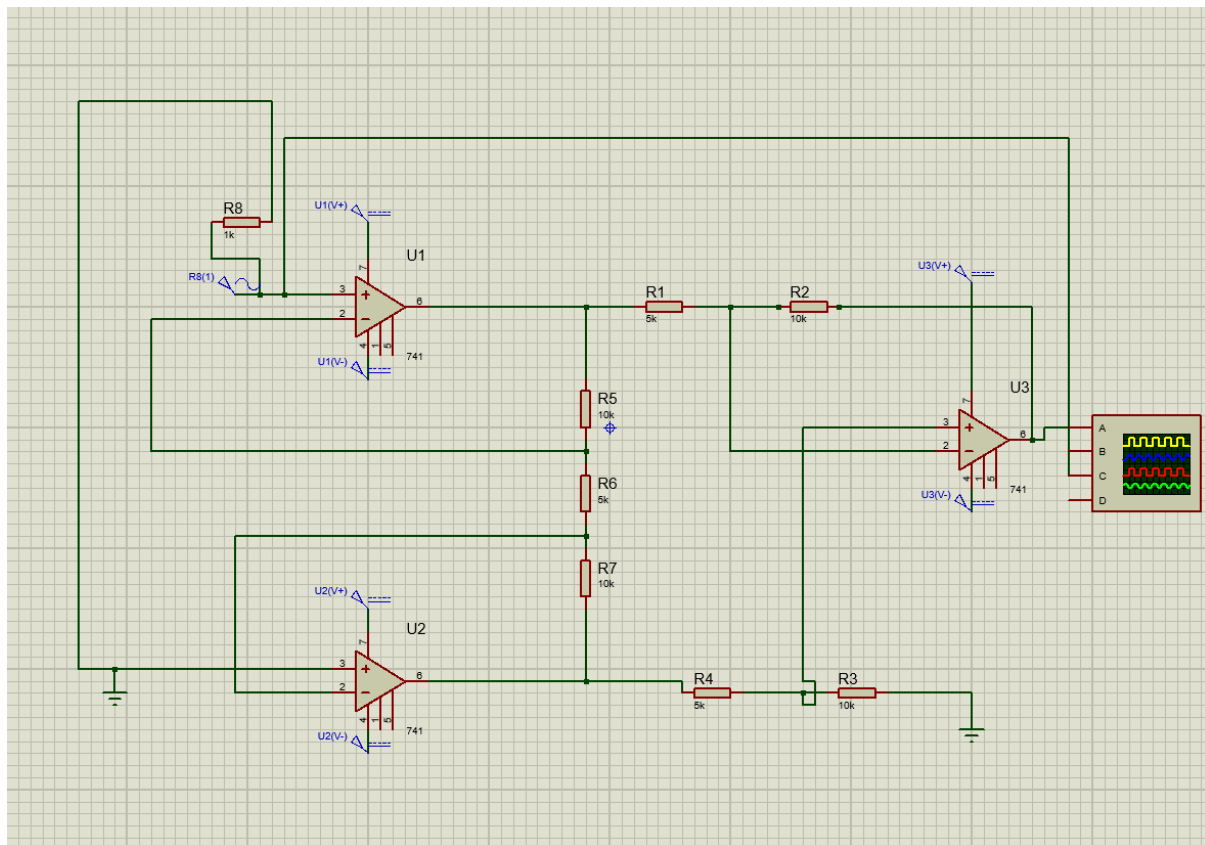 R8
1k
R8(1)
U1(V+)
U1
7
3
6
2
4
1
5
741
U1(V-)
R1
5k
R2
10k
U3(V+)
U3
7
3
6
2
4
1
5
741
U3(V-)
A
B
C
D
R5
10k
R6
5k
R7
10k
U2(V+)
U2
7
3
6
2
4
1
5
741
U2(V-)
R4
5k
R3
10k